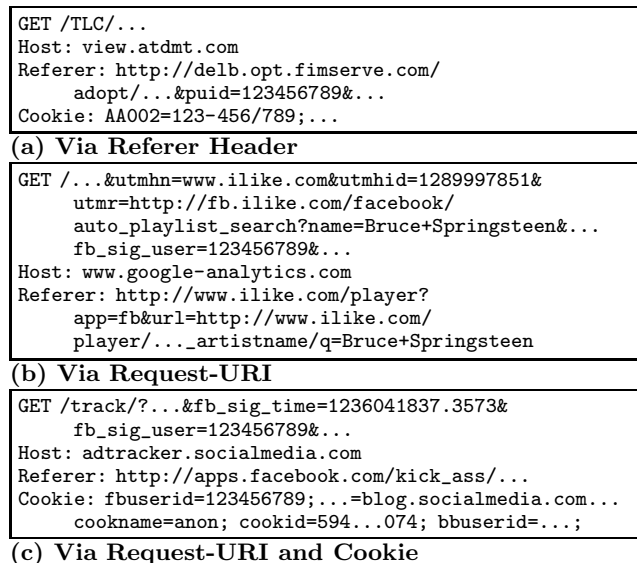 GET /TLC/...
Host: view.atdmt.com
Referer: http://delb.opt.fimserve.com/
adopt/...&puid=123456789&...
Cookie: AA002=123-456/789;...
(a) Via Referer Header
GET /...&utmhn=www.ilike.com&utmhid=1289997851&
utmr=http://fb.ilike.com/facebook/
auto_playlist_search?name=Bruce+Springsteen&...
fb_sig_user=123456789&...
Host: www.google-analytics.com
Referer: http://www.ilike.com/player?
app=fb&url=http://www.ilike.com/
player/..._artistname/q=Bruce+Springsteen
(b) Via Request-URI
GET /track/?...&fb_sig_time=1236041837.3573&
fb_sig_user=123456789&...
Host: adtracker.socialmedia.com
Referer: http://apps.facebook.com/kick_ass/...
Cookie: fbuserid=123456789;...=blog.socialmedia.com...
cookname=anon; cookid=594...074; bbuserid=...;
(c) Via Request-URI and Cookie